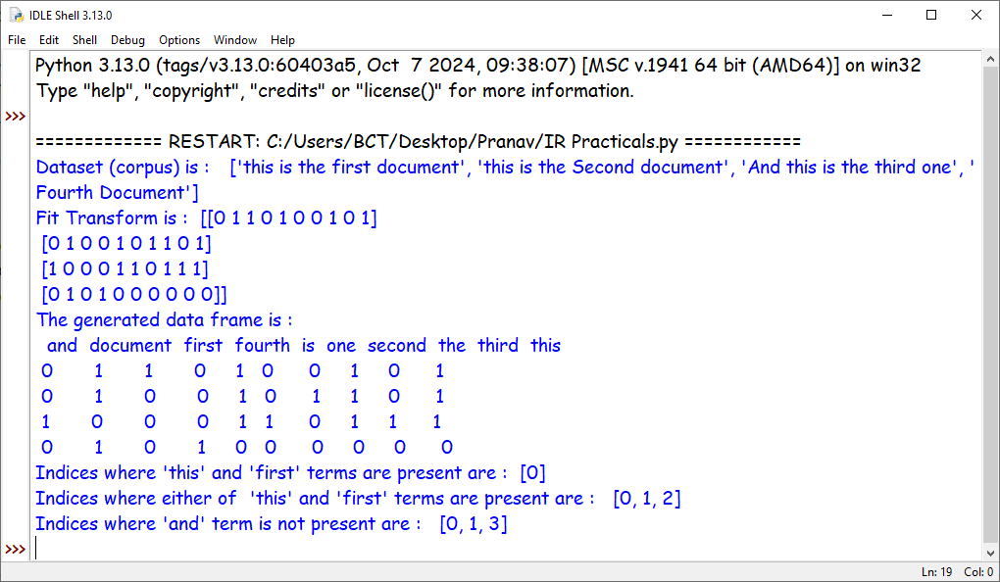 IDLE Shell 3.13.0
File Edit Shell Debug Options Window Help
Python 3.13.0 (tags/v3.13.0:60403a5, Oct  7 2024, 09:38:07) [MSC v.1941 64 bit (AMD64)] on win32
Type "help", "copyright", "credits" or "license()" for more information.
>>>
============= RESTART: C:/Users/BCT/Desktop/Pranav/IR Practicals.py ============
Dataset (corpus) is :   ['this is the first document', 'this is the Second document', 'And this is the third one', '
Fourth Document']
Fit Transform is :  [[0 1 1 0 1 0 0 1 0 1]
[0 1 0 0 1 0 1 1 0 1]
[1 0 0 0 1 1 0 1 1 1]
[0 1 0 1 0 0 0 0 0 0]]
The generated data frame is :
and  document  first  fourth  is  one  second  the  third  this
0 1 1 0 1 0 0 1 0 1
0 1 0 0 1 0 1 1 0 1
1 0 0 0 1 1 0 1 1 1
0 1 0 1 0 0 0 0 0 0
Indices where 'this' and 'first' terms are present are :  [0]
Indices where either of  'this' and 'first' terms are present are :   [0, 1, 2]
Indices where 'and' term is not present are :   [0, 1, 3]
>>>
Ln: 19 Col: 0